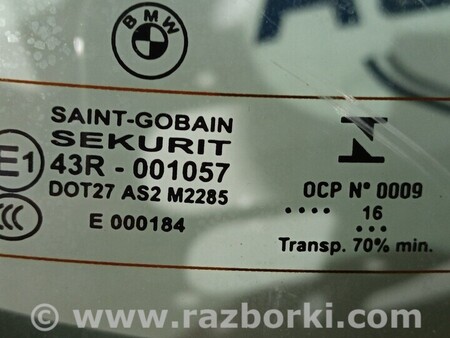 BMW
SAINT-GOBAIN
SEKURIT
E1
43R - 001057
DOT27 AS2 M2285
CCC
E 000184
N
OCP N° 0009
.... 16
...
Transp. 70% min.
© www.razborki.com